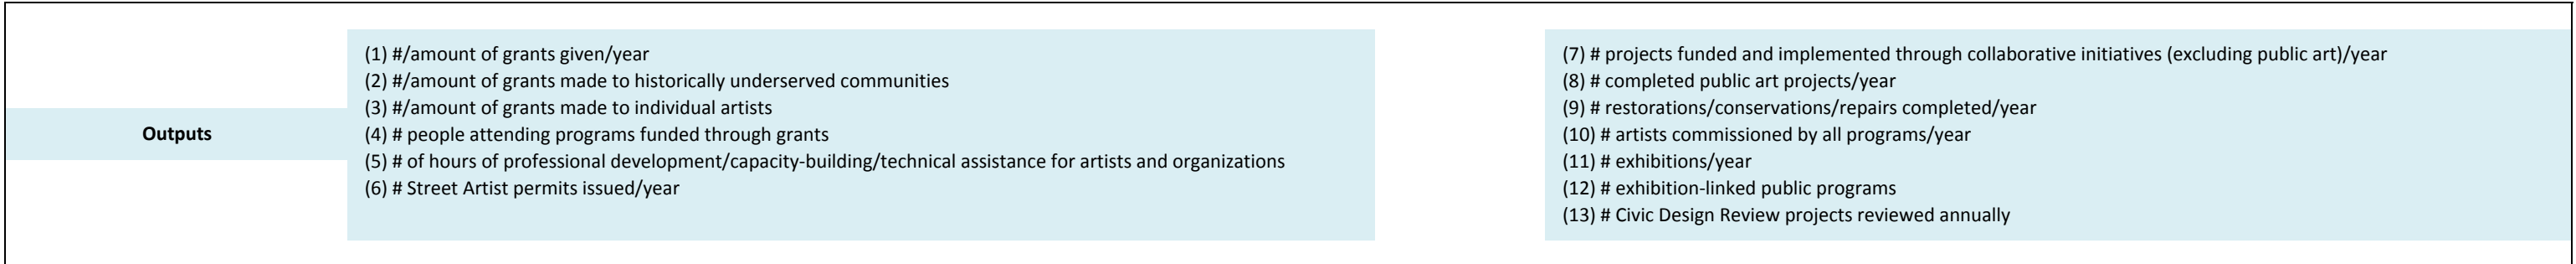 Outputs
(1) #/amount of grants given/year
(2) #/amount of grants made to historically underserved communities
(3) #/amount of grants made to individual artists
(4) # people attending programs funded through grants
(5) # of hours of professional development/capacity-building/technical assistance for artists and organizations
(6) # Street Artist permits issued/year
(7) # projects funded and implemented through collaborative initiatives (excluding public art)/year
(8) # completed public art projects/year
(9) # restorations/conservations/repairs completed/year
(10) # artists commissioned by all programs/year
(11) # exhibitions/year
(12) # exhibition-linked public programs
(13) # Civic Design Review projects reviewed annually